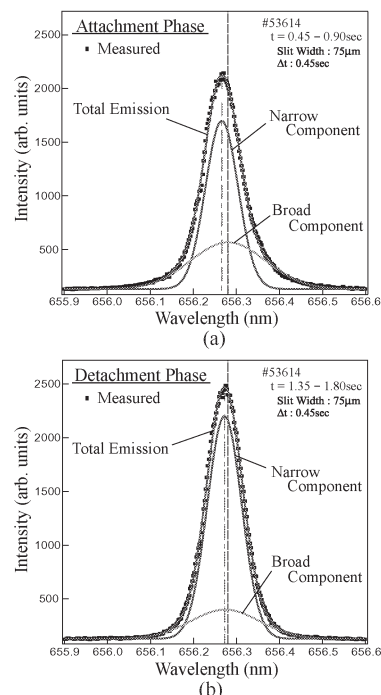 Attachment Phase
Measured
#53614
t = 0.45 − 0.90sec
Slit Width : 75μm
Δt : 0.45sec
Total Emission
Narrow
Component
Broad
Component
Intensity (arb. units)
2500
2000
1500
1000
500
655.9 656.0 656.1 656.2 656.3 656.4 656.5 656.6
Wavelength (nm)
(a)
Detachment Phase
Measured
#53614
t = 1.35 − 1.80sec
Slit Width : 75μm
Δt : 0.45sec
Total Emission
Narrow
Component
Broad
Component
Intensity (arb. units)
2500
2000
1500
1000
500
655.9 656.0 656.1 656.2 656.3 656.4 656.5 656.6
Wavelength (nm)
(b)